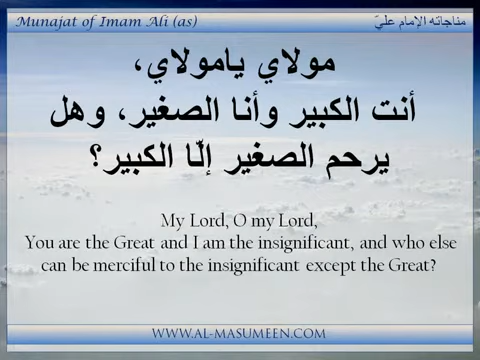 Munajat of Imam Ali (as) مناجاته الإمام عليّ
مولاي يامولاي،
أنت الكبير وأنا الصغير، وهل
يرحم الصغير إلّا الكبير؟
My Lord, O my Lord,
You are the Great and I am the insignificant, and who else
can be merciful to the insignificant except the Great?
WWW.AL-MASUMEEN.COM